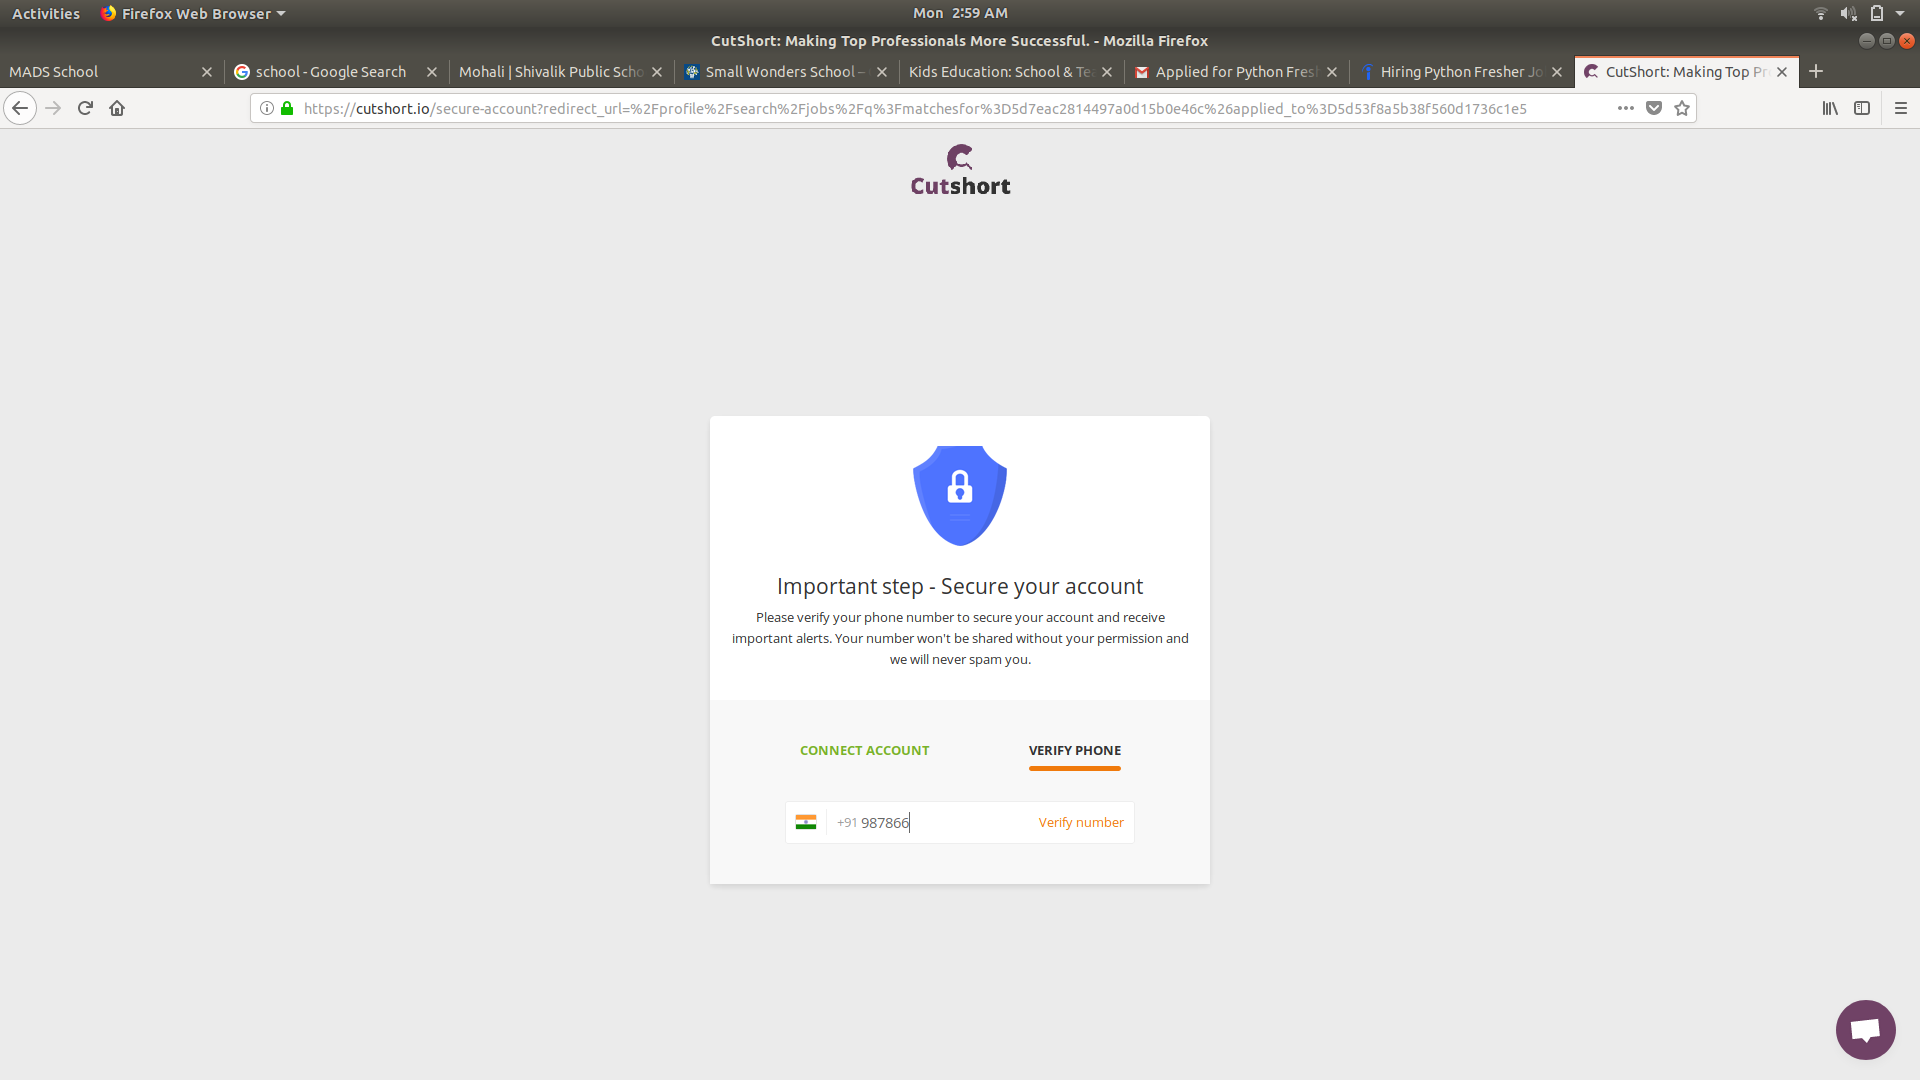 Activities
Firefox Web Browser
Mon 2:59 AM
CutShort: Making Top Professionals More Successful. - Mozilla Firefox
MADS School
school - Google Search
Mohali | Shivalik Public Scho
Small Wonders School –
Kids Education: School & Te
Applied for Python Fresh
Hiring Python Fresher Jo
CutShort: Making Top Pr
https://cutshort.io/secure-account?redirect_url=%2Fprofile%2Fsearch%2Fjobs%2Fq%3Fmatchesfor%3D5d7eac2814497a0d15b0e46c%26applied_to%3D5d53f8a5b38f560d1736c1e5
Cutshort
Important step - Secure your account
Please verify your phone number to secure your account and receive
important alerts. Your number won't be shared without your permission and
we will never spam you.
CONNECT ACCOUNT
VERIFY PHONE
+91 987866
Verify number